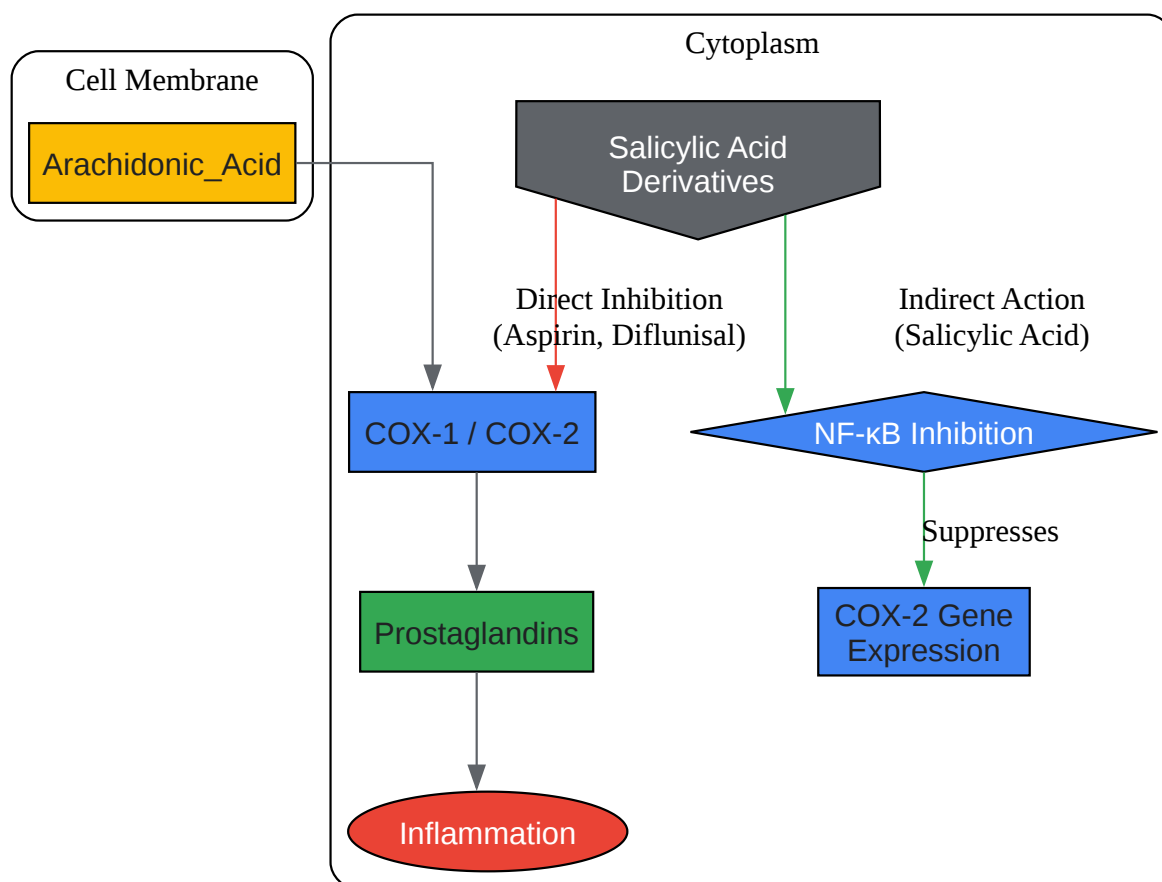 Cytoplasm
Cell Membrane
Arachidonic_Acid
Salicylic Acid
Derivatives
Direct Inhibition
(Aspirin, Diflunisal)
Indirect Action
(Salicylic Acid)
COX-1 / COX-2
NF-κB Inhibition
Suppresses
Prostaglandins
COX-2 Gene
Expression
Inflammation